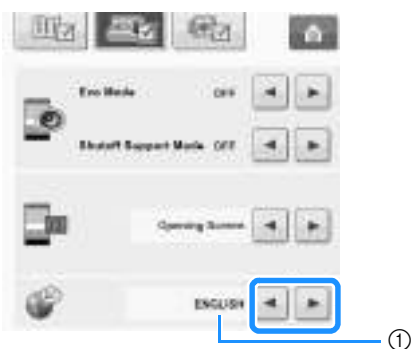 Eco Mode OFF
Shutoff Support Mode OFF
Opening Screen
ENGLISH
①